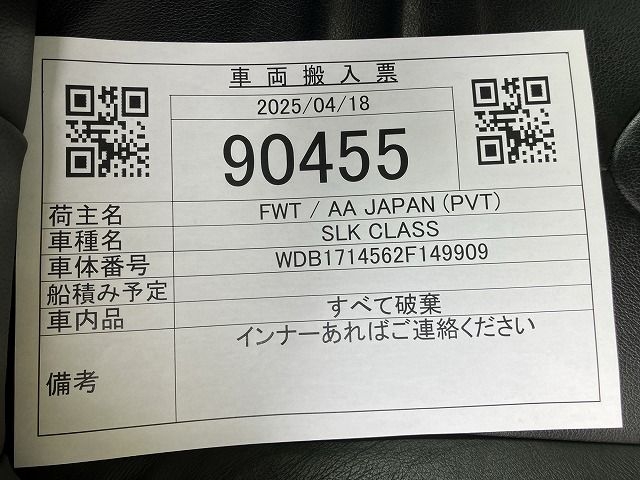 車両搬入票
2025/04/18
90455
荷主名 FWT / AA JAPAN (PVT)
車種名 SLK CLASS
車体番号 WDB1714562F149909
船積み予定
車内品 すべて破棄
備考 インナーあればご連絡ください